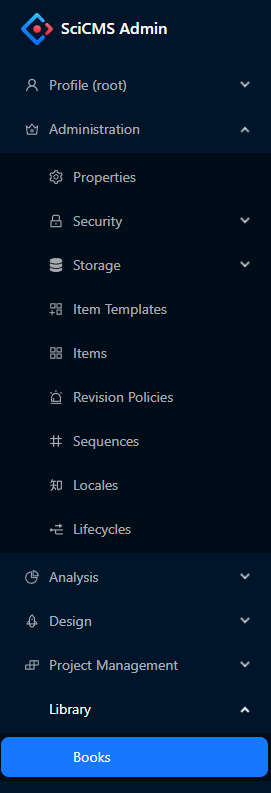 SciCMS Admin
Profile (root)
Administration
Properties
Security
Storage
Item Templates
Items
Revision Policies
Sequences
Locales
Lifecycles
Analysis
Design
Project Management
Library
Books